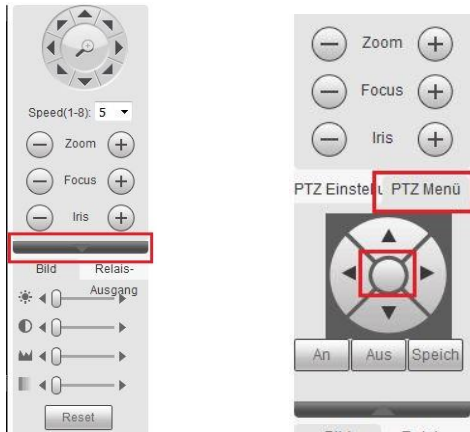 Speed(1-8): 5
Zoom
Focus
Iris
Bild Relais-
Ausgang
Reset
Zoom
Focus
Iris
PTZ Einstellu PTZ Menü
An Aus Speich